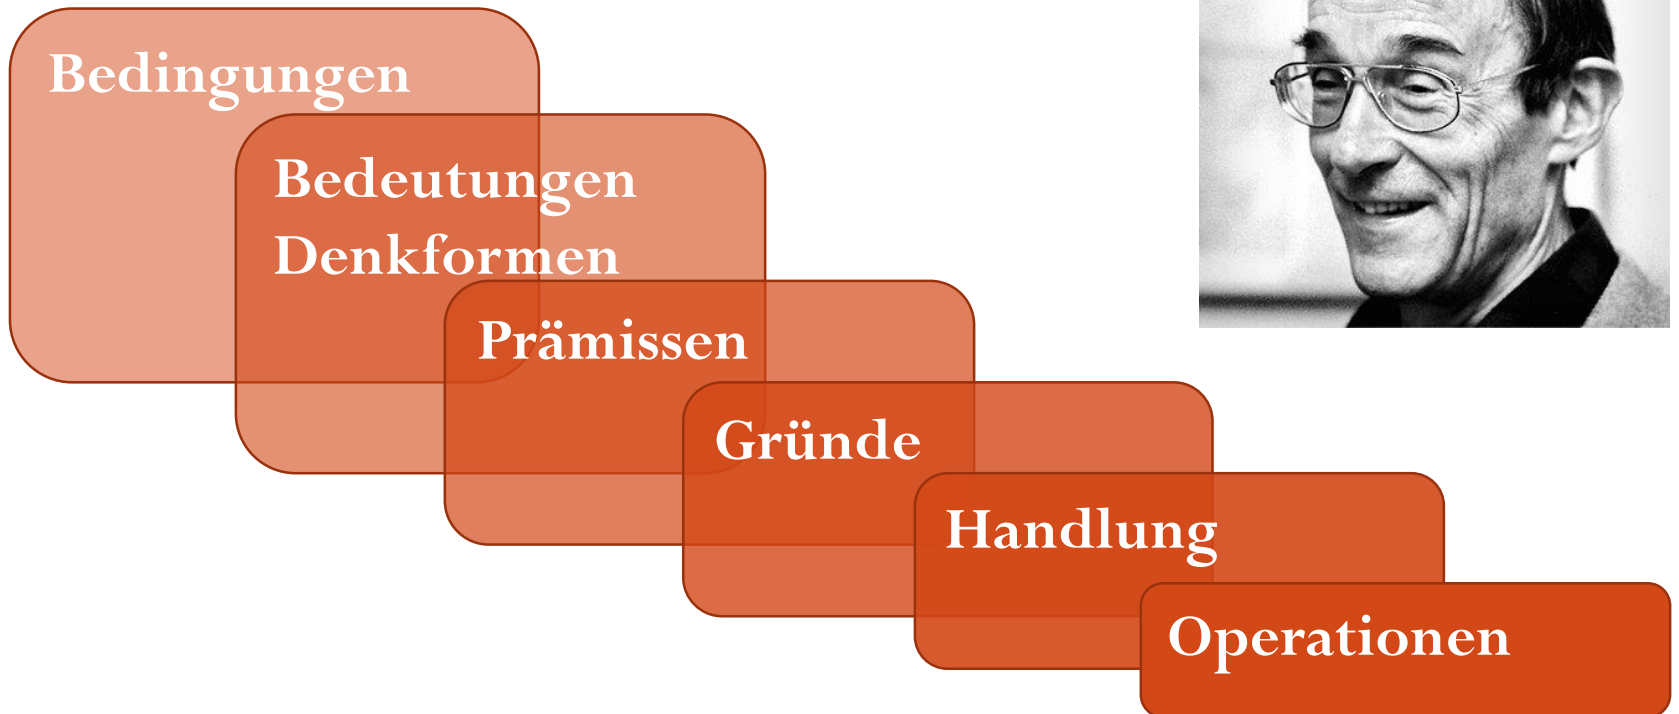 Bedingungen
Bedeutungen
Denkformen
Prämissen
Gründe
Handlung
Operationen